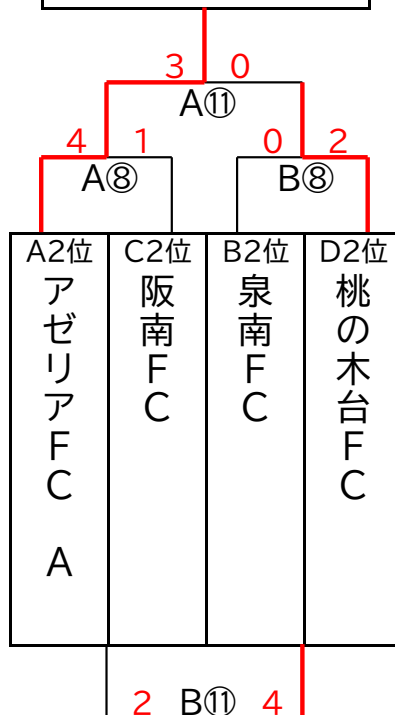 3 0
A⑪
4 1 0 2
A⑧ B⑧
A2位 C2位 B2位 D2位
アゼリアFC A
阪南FC
泉南FC
桃の木台FC
2 B⑪ 4